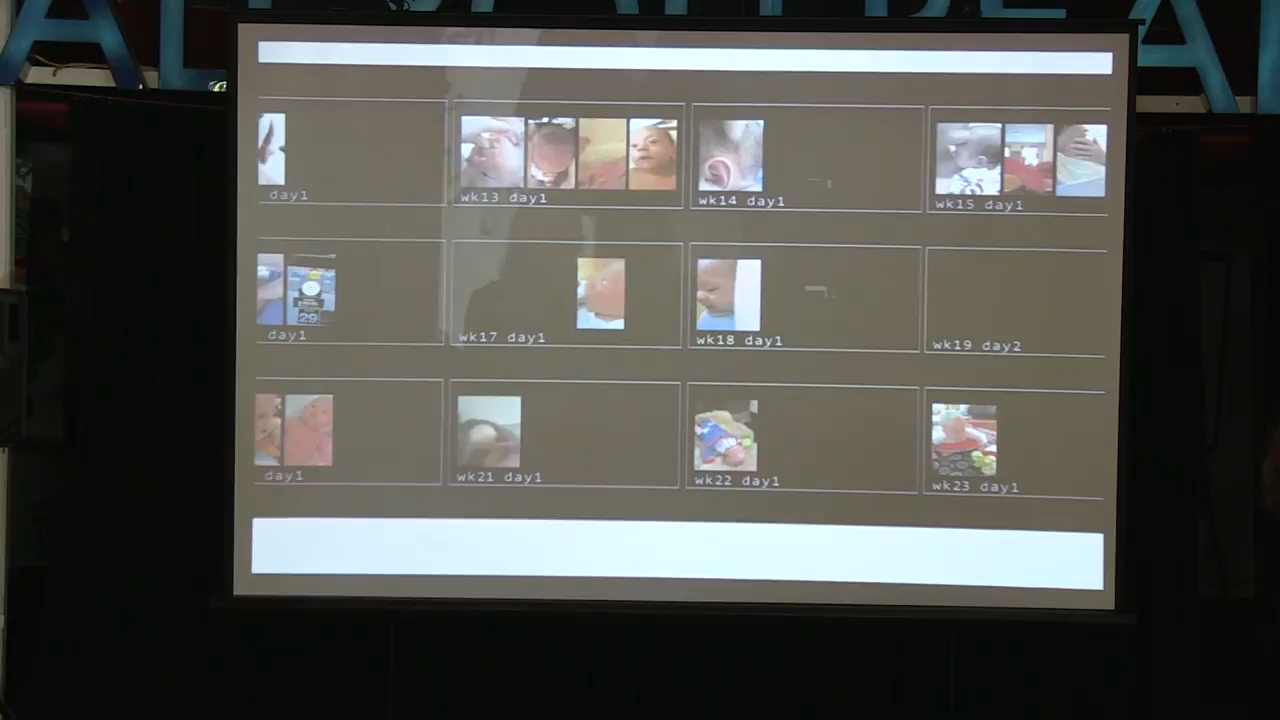 day1
wk13 day1
wk14 day1
wk15 day1
29
day1
wk17 day1
wk18 day1
wk19 day2
day1
wk21 day1
wk22 day1
wk23 day1